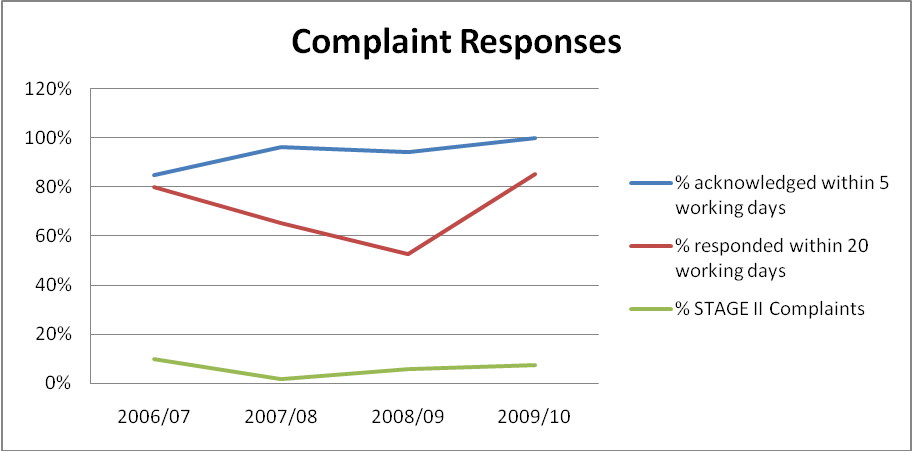 Complaint Responses
120%
100%
80%
60%
40%
20%
0%
2006/07 2007/08 2008/09 2009/10
% acknowledged within 5
working days
% responded within 20
working days
% STAGE II Complaints